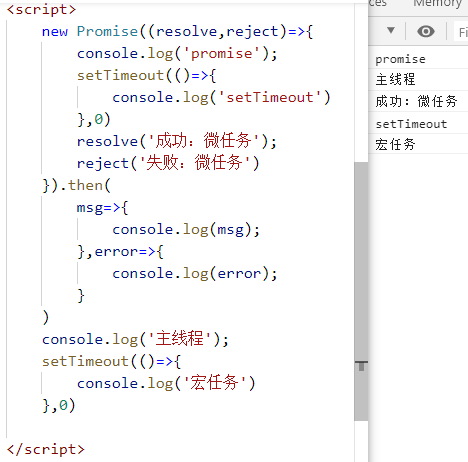 <script>
new Promise((resolve,reject)=>{
console.log('promise');
setTimeout(()=>{
console.log('setTimeout')
},0)
resolve('成功：微任务');
reject('失败：微任务')
}).then(
msg=>{
console.log(msg);
},error=>{
console.log(error);
}
)
console.log('主线程');
setTimeout(()=>{
console.log('宏任务')
},0)
</script>
Memory
promise
主线程
成功：微任务
setTimeout
宏任务